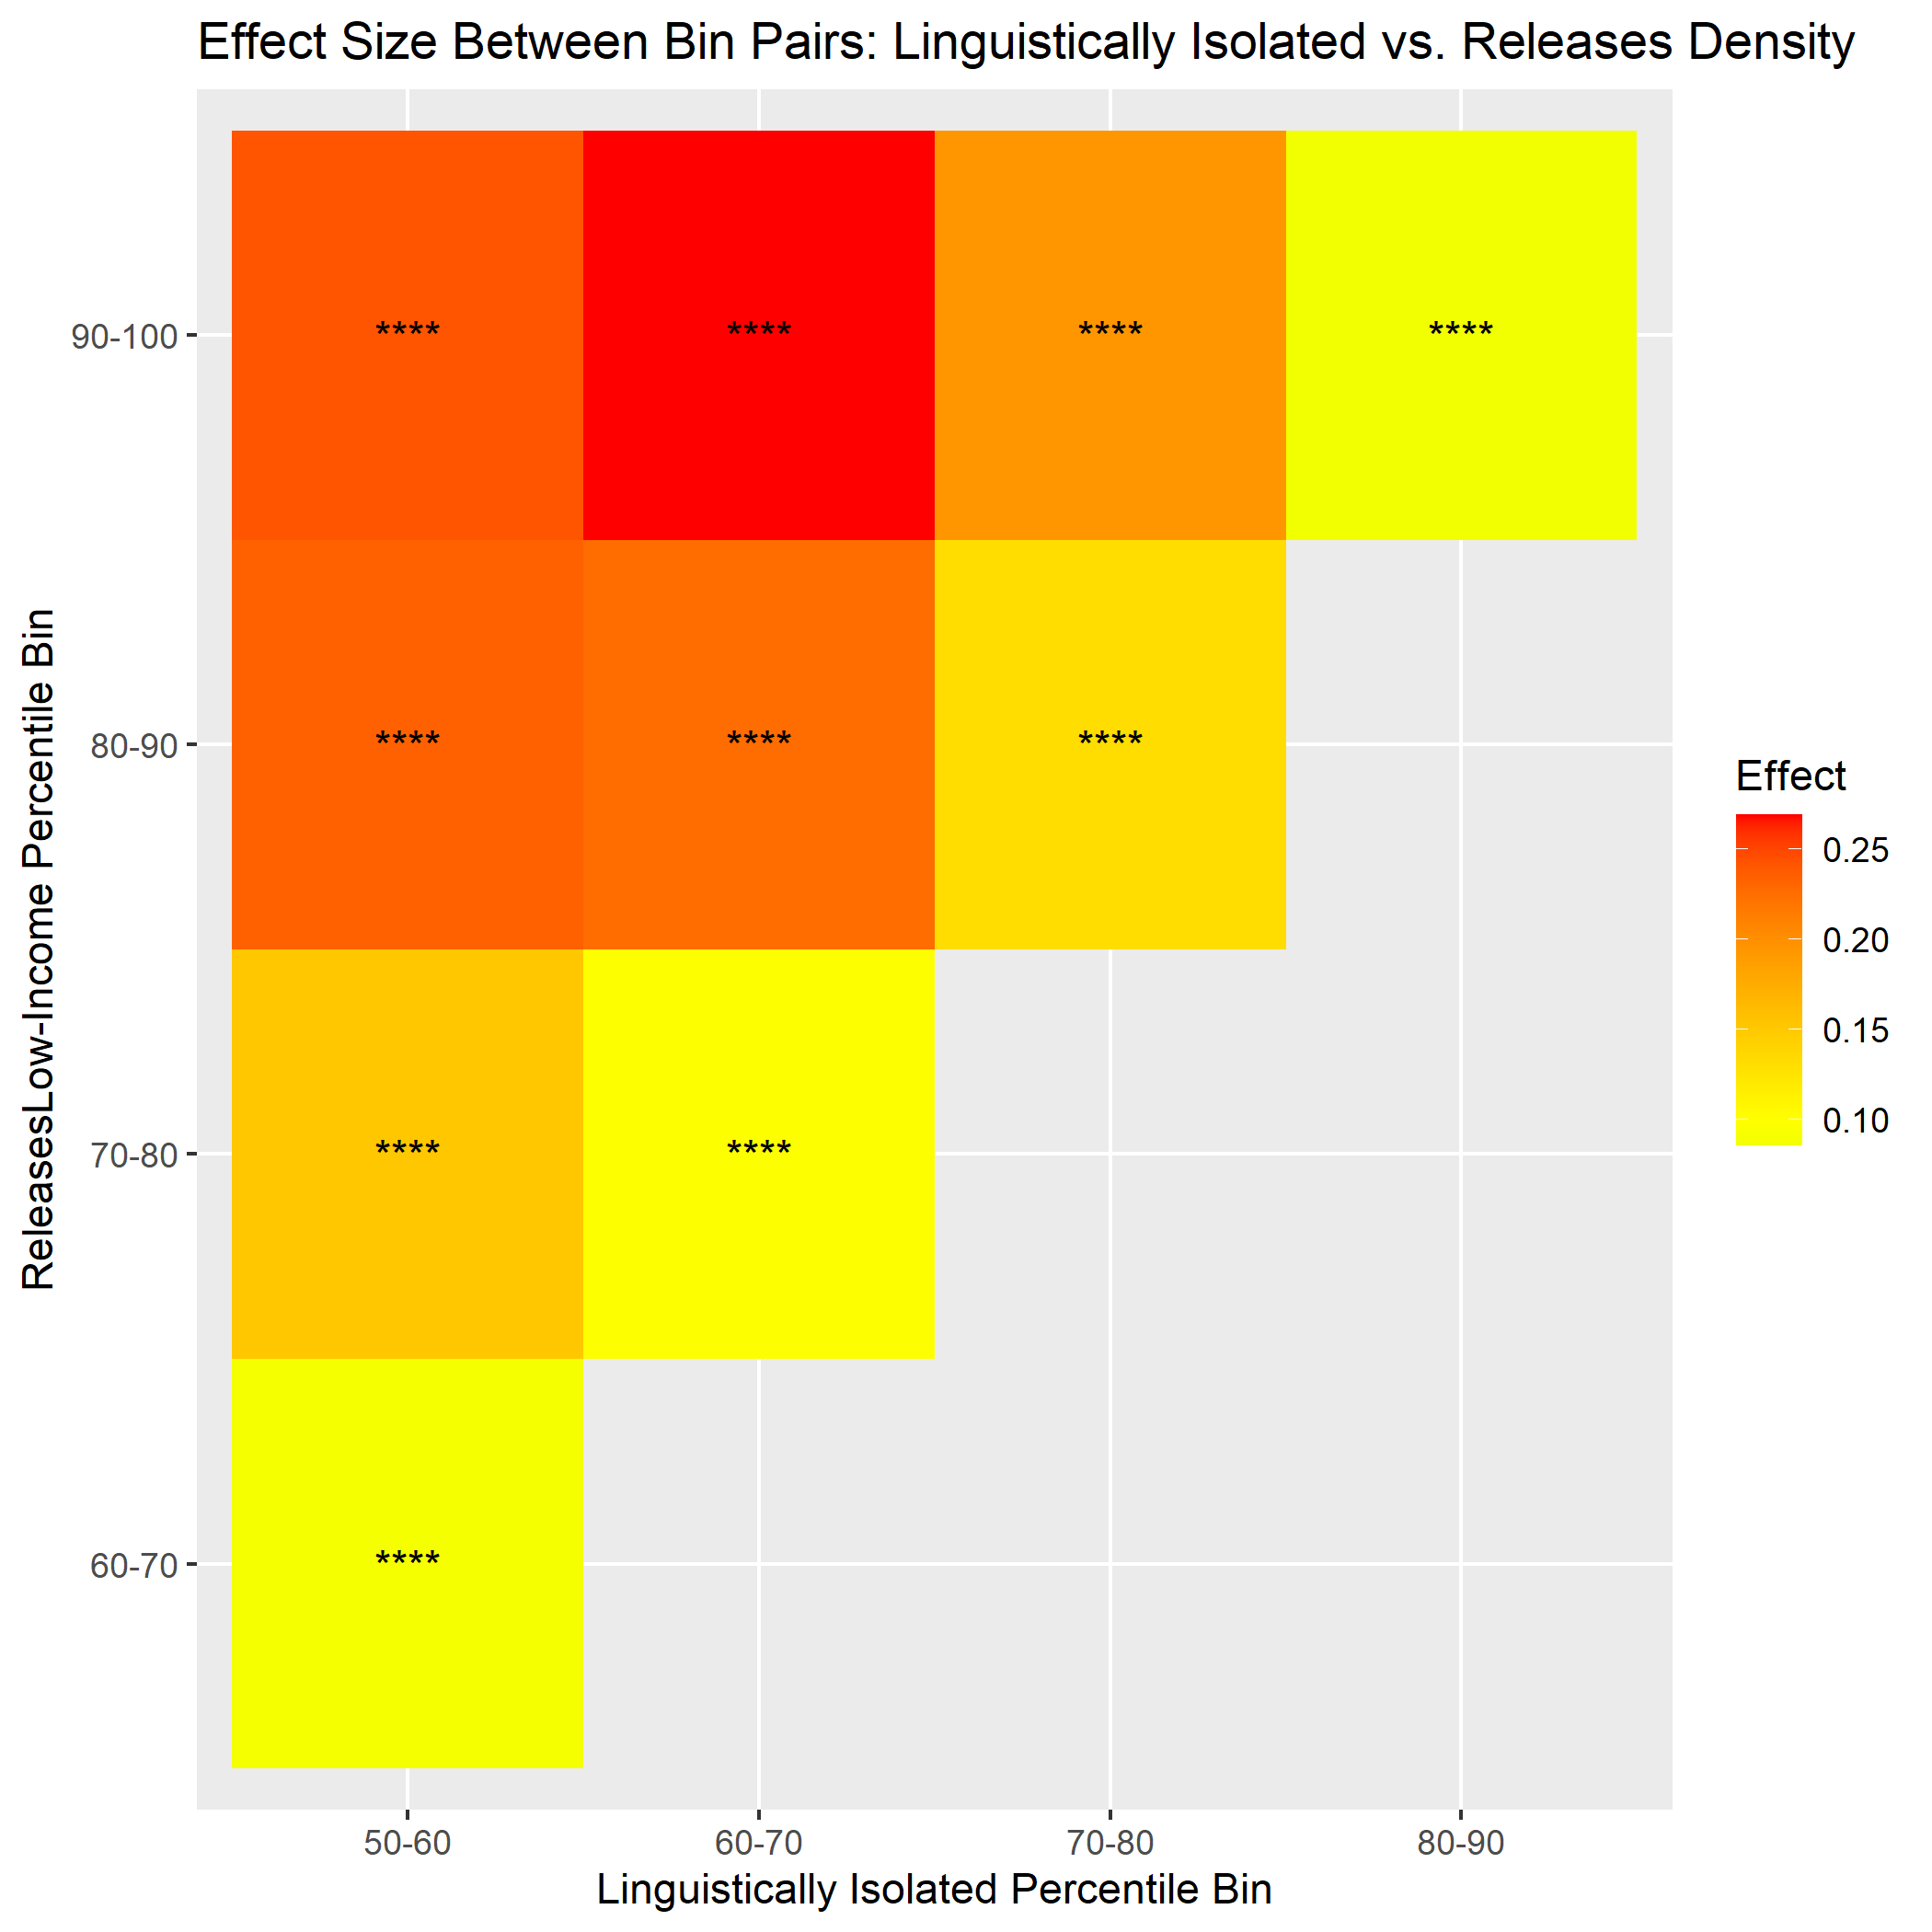 Effect Size Between Bin Pairs: Linguistically Isolated vs. Releases Density
ReleasesLow-Income Percentile Bin
90-100
80-90
70-80
60-70
**** **** **** ****
**** **** ****
**** ****
****
50-60 60-70 70-80 80-90
Linguistically Isolated Percentile Bin
Effect
0.25
0.20
0.15
0.10